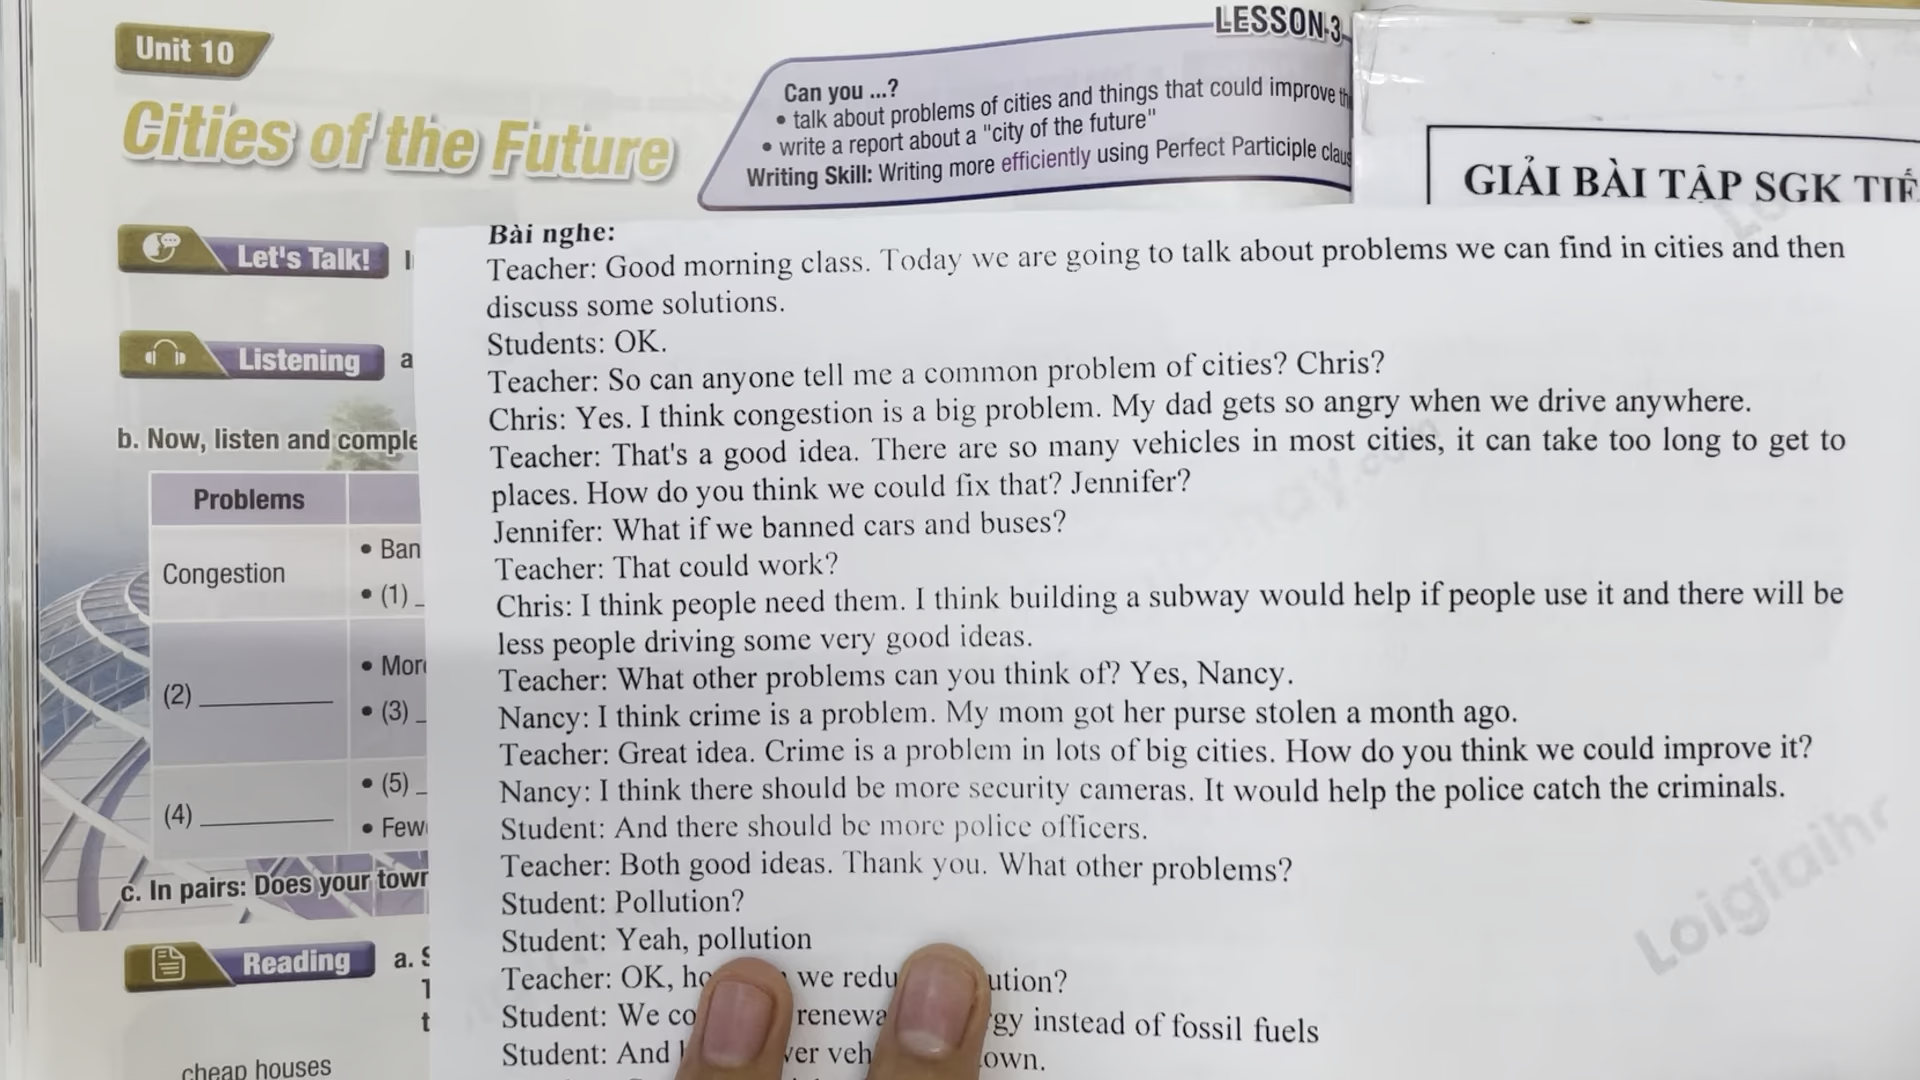 Unit 10
Cities of the Future
LESSON 3
Can you ...?
• talk about problems of cities and things that could improve
• write a report about a "city of the future"
Writing Skill: Writing more efficiently using Perfect Participle
GIẢI BÀI TẬP SGK
Let's Talk!
Listening
a
b. Now, listen and
Problems
Congestion
• Ban
• (1)
(2)
• (3)
(4)
• (5)
c. In pairs: Does your
Reading
a.
cheap houses
Bài nghe:
Teacher: Good morning class. Today we are going to talk about problems we can find in cities and then
discuss some solutions.
Students: OK.
Teacher: So can anyone tell me a common problem of cities? Chris?
Chris: Yes. I think congestion is a big problem. My dad gets so angry when we drive anywhere.
Teacher: That's a good idea. There are so many vehicles in most cities, it can take too long to get to
places. How do you think we could fix that? Jennifer?
Jennifer: What if we banned cars and buses?
Teacher: That could work?
Chris: I think people need them. I think building a subway would help if people use it and there will be
less people driving some very good ideas.
Teacher: What other problems can you think of? Yes, Nancy.
Nancy: I think crime is a problem. My mom got her purse stolen a month ago.
Teacher: Great idea. Crime is a problem in lots of big cities. How do you think we could improve it?
Nancy: I think there should be more security cameras. It would help the police catch the criminals.
Student: And there should be more police officers.
Teacher: Both good ideas. Thank you. What other problems?
Student: Pollution?
Student: Yeah, pollution
Teacher: OK, we
Student: We instead of fossil fuels
Student: And